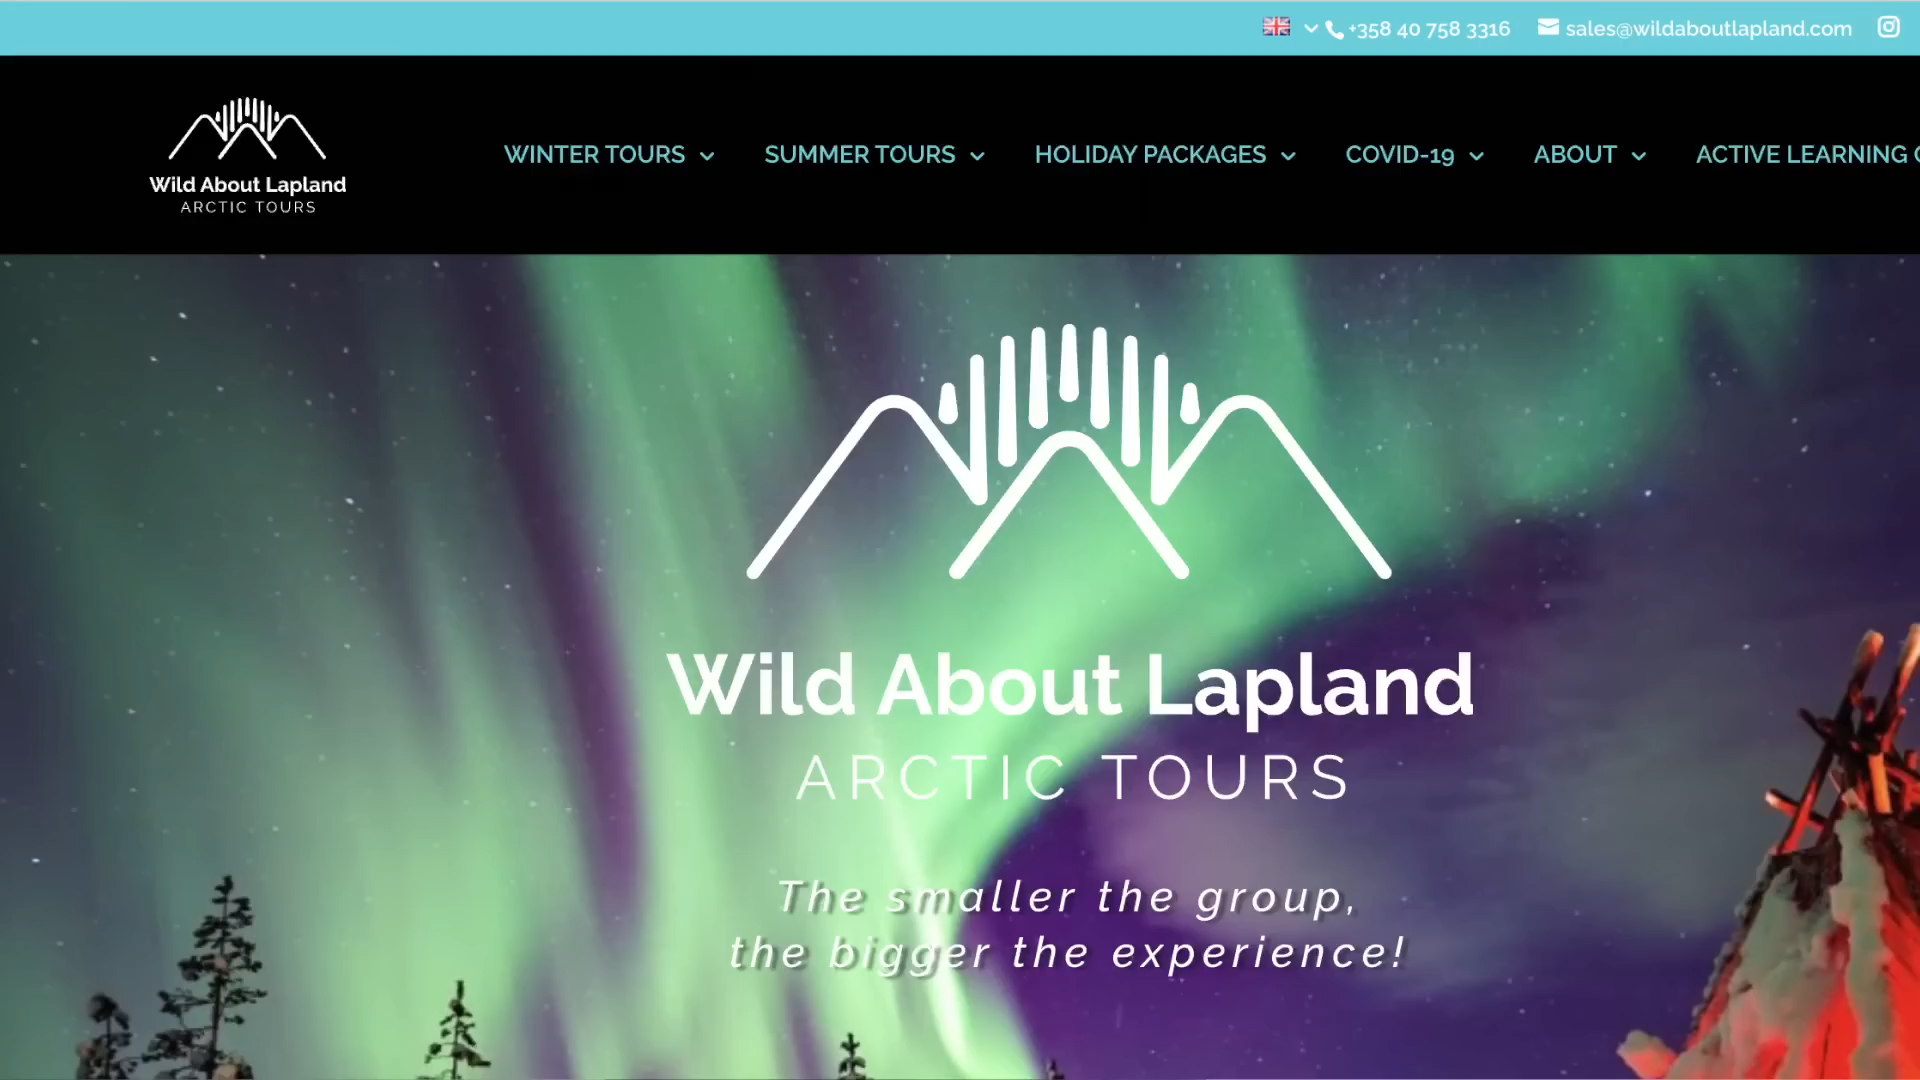 +358 40 758 3316 sales@wildaboutlapland.com
Wild About Lapland
ARCTIC TOURS
WINTER TOURS SUMMER TOURS HOLIDAY PACKAGES COVID-19 ABOUT ACTIVE LEARNING
Wild About Lapland
ARCTIC TOURS
The smaller the group,
the bigger the experience!